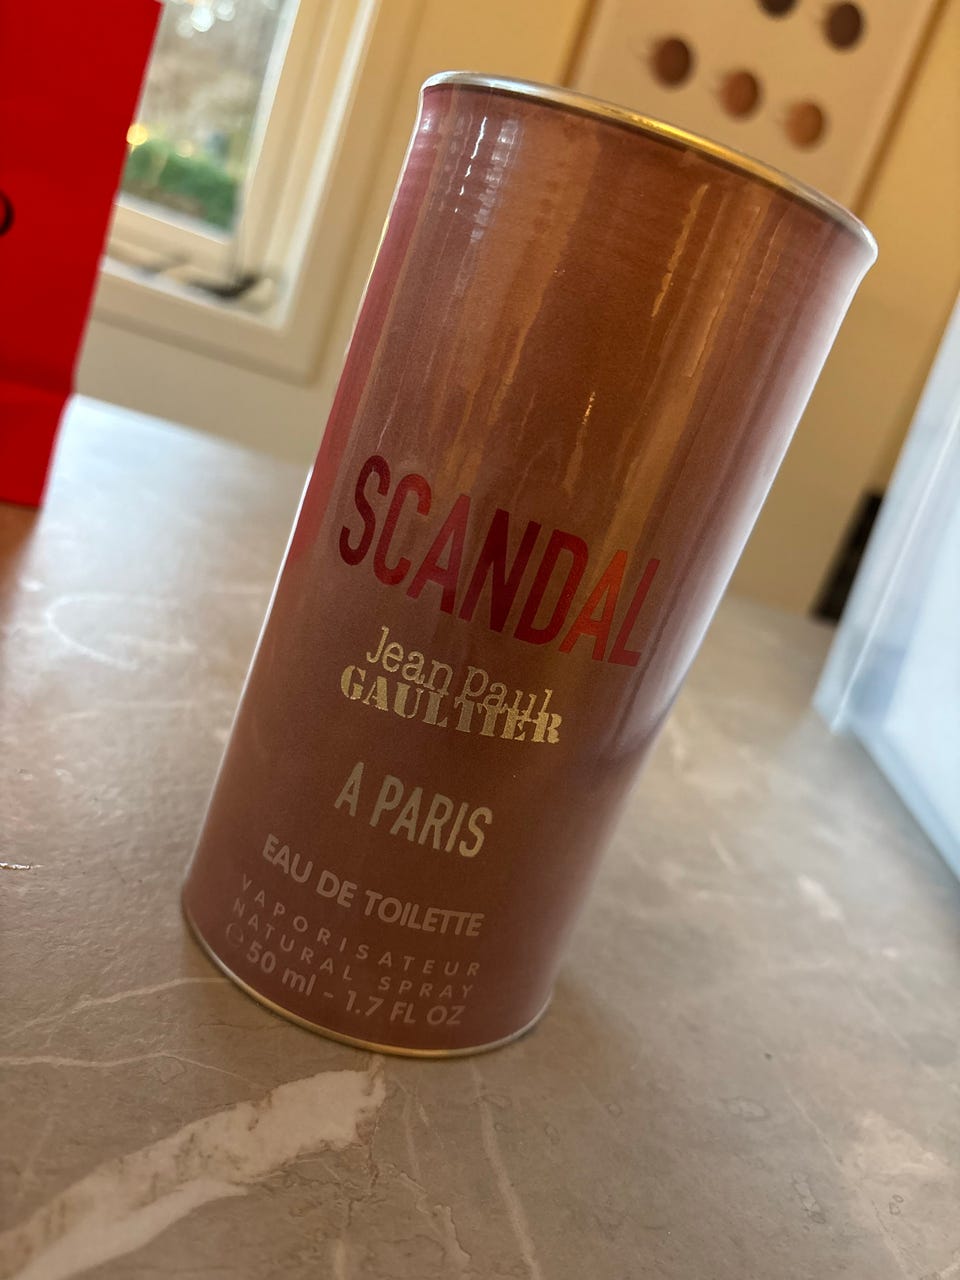 SCANDAL
Jean Paul
GAULTIER
A PARIS
EAU DE TOILETTE
VAPORISATEUR
NATURAL SPRAY
℮ 50 ml - 1.7 FL OZ